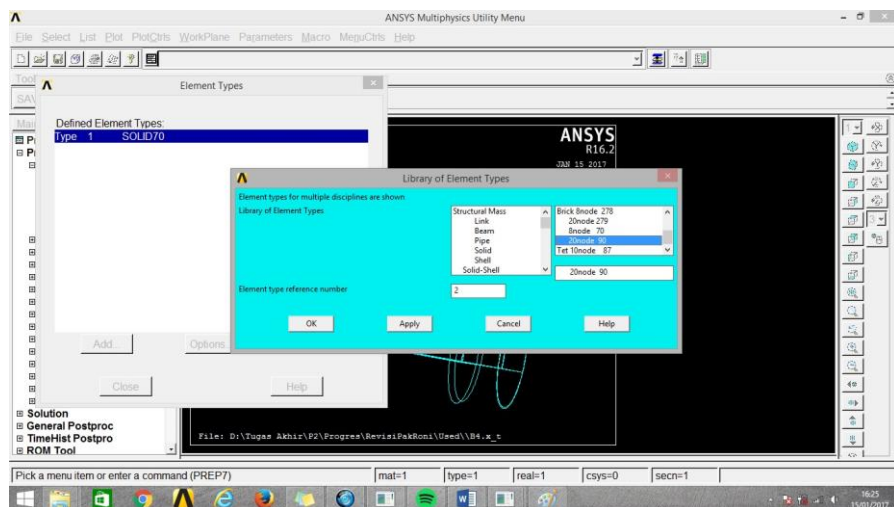 ANSYS Multiphysics Utility Menu
File Select List Plot PlotCtrls WorkPlane Parameters Macro MenuCtrls Help
Element Types
Defined Element Types:
Type 1 SOLID70
Add...
Options
Close
Help
ANSYS
R16.2
JAN 15 2017
Library of Element Types
Element types for multiple disciplines are shown
Library of Element Types
Structural Mass
Link
Beam
Pipe
Solid
Shell
Solid-Shell
Brick 8node 278
20node 279
8node 70
20node 90
Tet 10node 87
20node 90
Element type reference number
2
OK Apply Cancel Help
Solution
General Postproc
TimeHist Postpro
ROM Tool
File: D:\Tugas Akhir\P2\Progres\RevisiPakRoni\Used\\B4.x_t
1
3
Pick a menu item or enter a command (PREP7) mat=1 type=1 real=1 csys=0 secn=1
16:25
15/01/2017